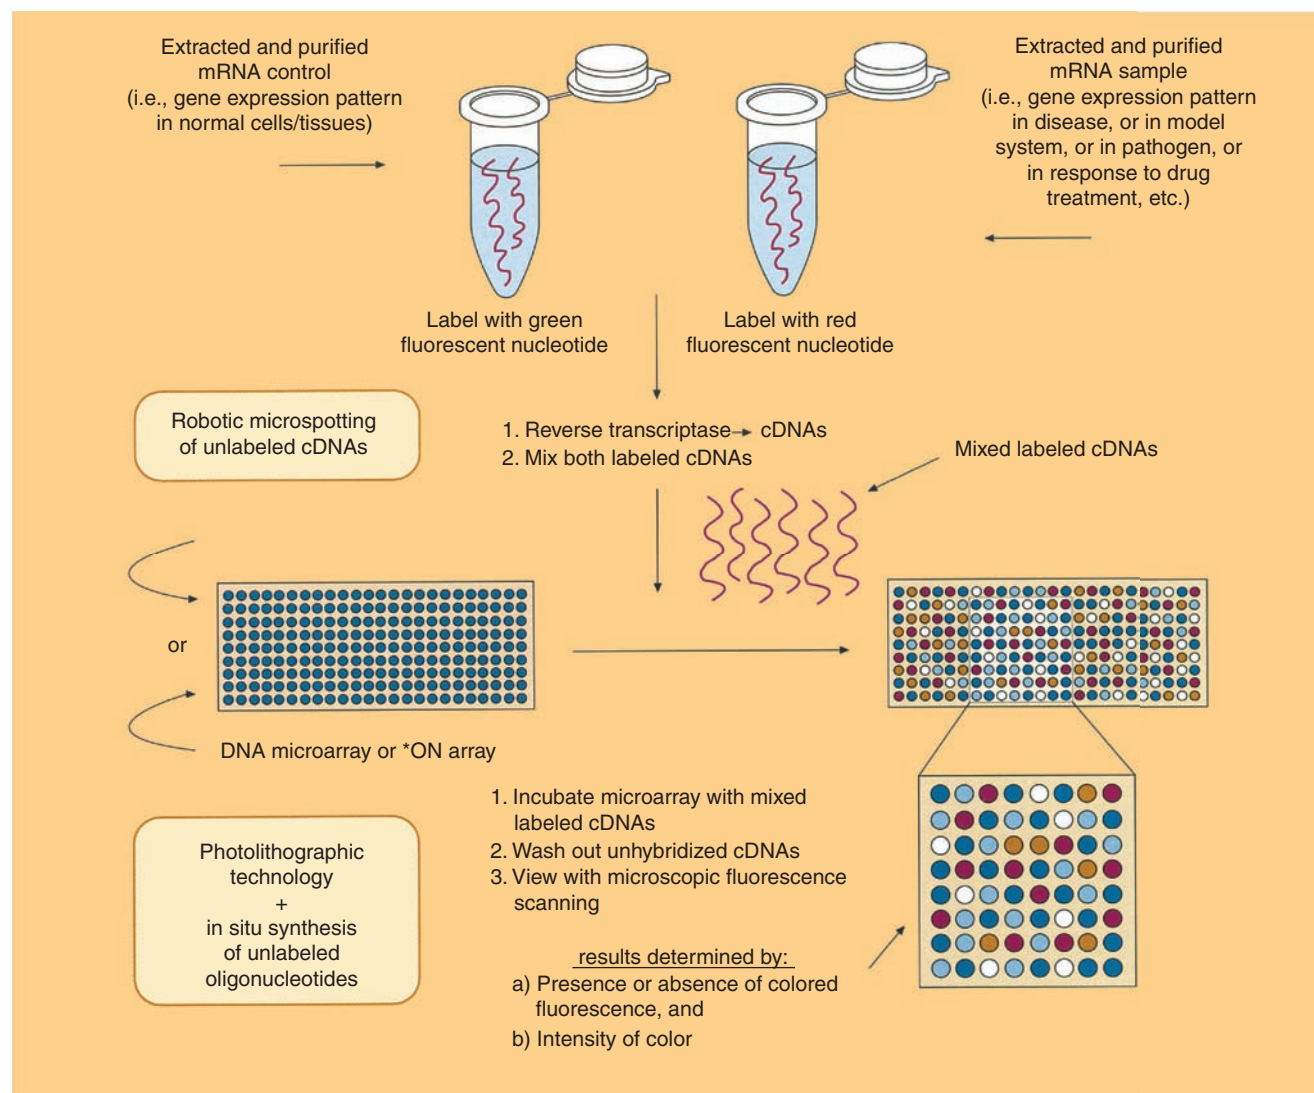 Extracted and purified
mRNA control
(i.e., gene expression pattern
in normal cells/tissues)
Extracted and purified
mRNA sample
(i.e., gene expression pattern
in disease, or in model
system, or in pathogen, or
in response to drug
treatment, etc.)
Label with green
fluorescent nucleotide
Label with red
fluorescent nucleotide
Robotic microspotting
of unlabeled cDNAs
1. Reverse transcriptase→ cDNAs
2. Mix both labeled cDNAs
Mixed labeled cDNAs
or
DNA microarray or *ON array
Photolithographic
technology
+
in situ synthesis
of unlabeled
oligonucleotides
1. Incubate microarray with mixed
labeled cDNAs
2. Wash out unhybridized cDNAs
3. View with microscopic fluorescence
scanning
results determined by:
a) Presence or absence of colored
fluorescence, and
b) Intensity of color